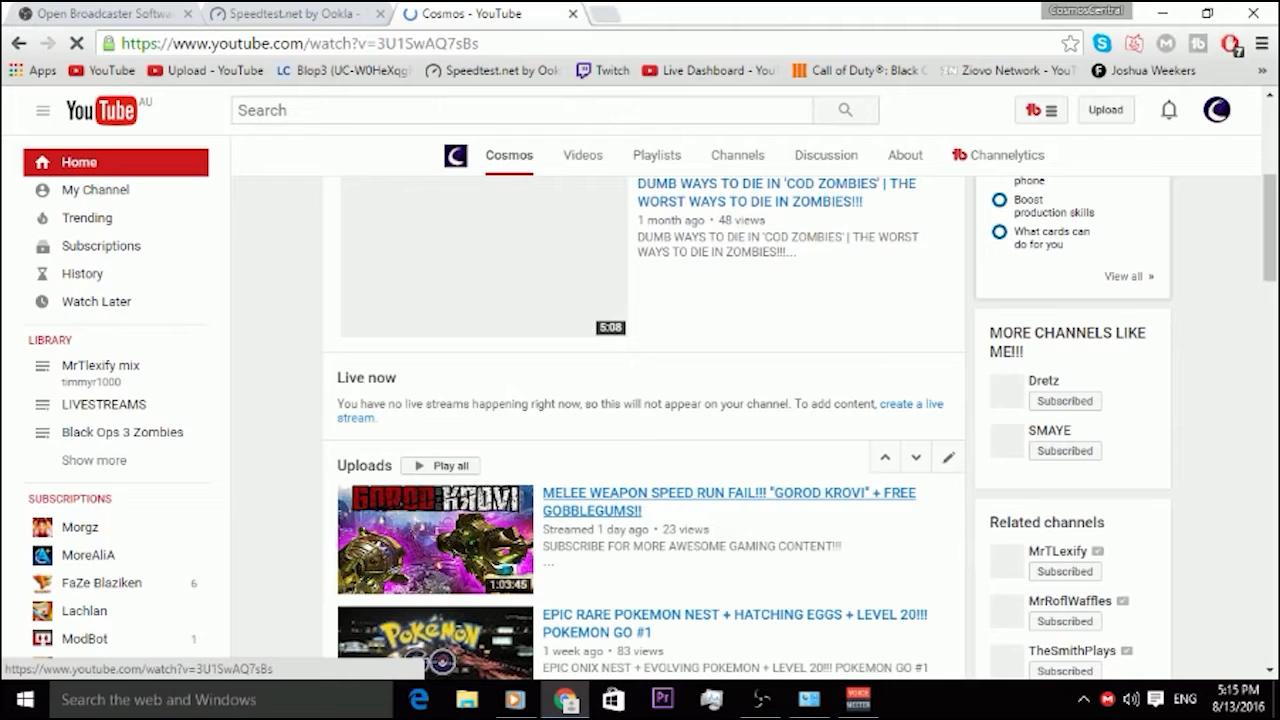 Open Broadcaster Softwa
Speedtest.net by Ookla -
Cosmos - YouTube
CosmosCentral
https://www.youtube.com/watch?v=3U1SwAQ7sBs
7
Apps
YouTube
Upload - YouTube
LC Blop3 (UC-W0HeXqgi
Speedtest.net by Ook
Twitch
Live Dashboard - You
Call of Duty®: Black C
Ziovo Network - YouT
Joshua Weekers
»
YouTube AU
Search
Upload
Home
My Channel
Trending
Subscriptions
History
Watch Later
LIBRARY
MrTlexify mix
timmyr1000
LIVESTREAMS
Black Ops 3 Zombies
Show more
SUBSCRIPTIONS
Morgz
MoreAliA
FaZe Blaziken 6
Lachlan
ModBot 1
Cosmos
Videos
Playlists
Channels
Discussion
About
Channelytics
DUMB WAYS TO DIE IN 'COD ZOMBIES' | THE
WORST WAYS TO DIE IN ZOMBIES!!!
1 month ago • 48 views
DUMB WAYS TO DIE IN 'COD ZOMBIES' | THE WORST
WAYS TO DIE IN ZOMBIES!!!...
5:08
Live now
You have no live streams happening right now, so this will not appear on your channel. To add content, create a live
stream.
Uploads
Play all
GOROD KROVI
1:03:45
MELEE WEAPON SPEED RUN FAIL!!! "GOROD KROVI" + FREE
GOBBLEGUMS!!
Streamed 1 day ago • 23 views
SUBSCRIBE FOR MORE AWESOME GAMING CONTENT!!!
...
Pokémon
EPIC RARE POKEMON NEST + HATCHING EGGS + LEVEL 20!!!
POKEMON GO #1
1 week ago • 83 views
EPIC ONIX NEST + EVOLVING POKEMON + LEVEL 20!!! POKEMON GO #1
phone
Boost
production skills
What cards can
do for you
View all »
MORE CHANNELS LIKE
ME!!!
Dretz
Subscribed
SMAYE
Subscribed
Related channels
MrTLexify
Subscribed
MrRoflWaffles
Subscribed
TheSmithPlays
Subscribed
https://www.youtube.com/watch?v=3U1SwAQ7sBs
Search the web and Windows
Pr
VOICE
MEETER
ENG
5:15 PM
8/13/2016